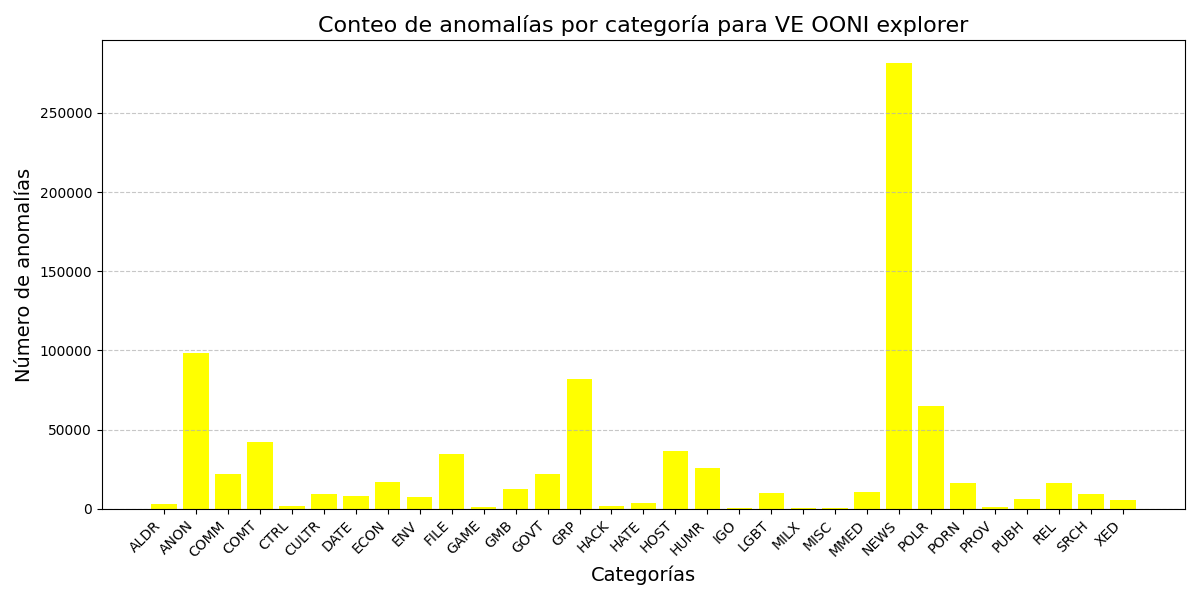 Conteo de anomalías por categoría para VE OONI explorer
Número de anomalías
250000
200000
150000
100000
50000
0
ALDR
ANON
COMM
COMT
CTRL
CULTR
DATE
ECON
ENV
FILE
GAME
GMB
GOVT
GRP
HACK
HATE
HOST
HUMR
IGO
LGBT
MILX
MISC
MMED
NEWS
POLR
PORN
PROV
PUBH
REL
SRCH
XED
Categorías